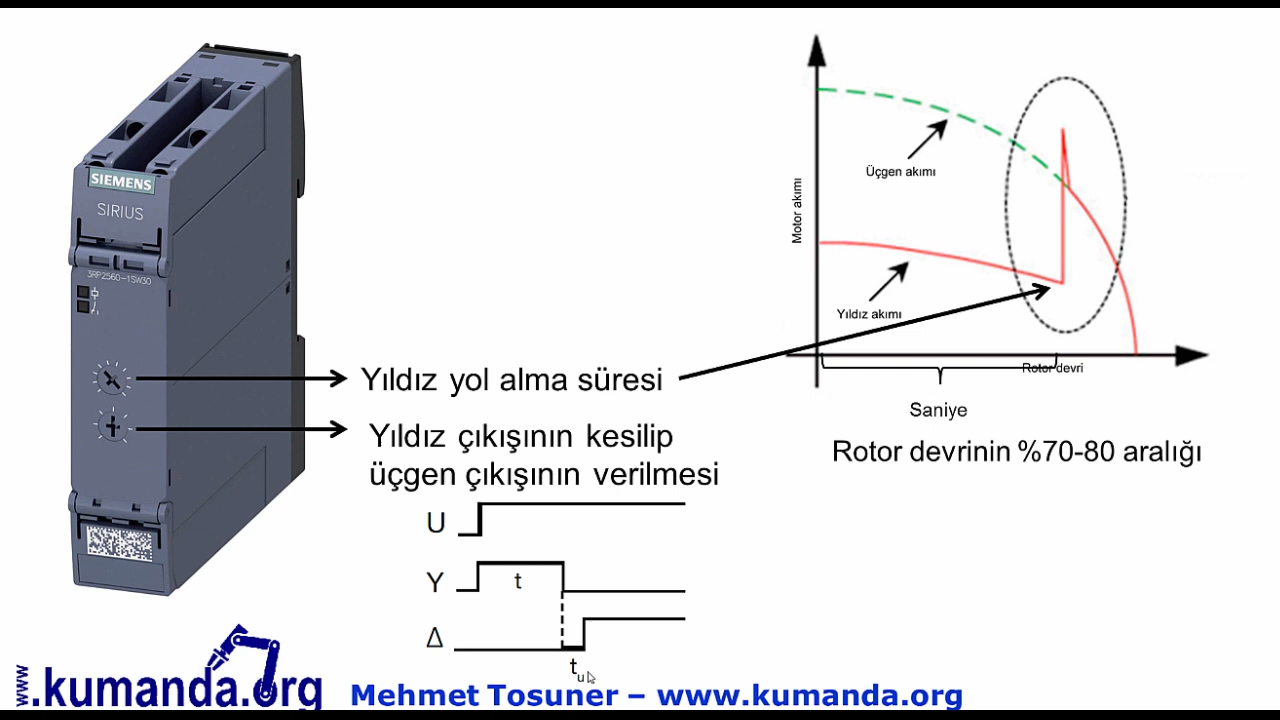 SIEMENS
SIRIUS
3RP2560-1SW30
Üçgen akımı
Motor akımı
Yıldız akımı
Rotor devri
Saniye
Rotor devrinin %70-80 aralığı
Yıldız yol alma süresi
Yıldız çıkışının kesilip
üçgen çıkışının verilmesi
U
Y
t
Δ
tu
www.kumanda.org
Mehmet Tosuner – www.kumanda.org